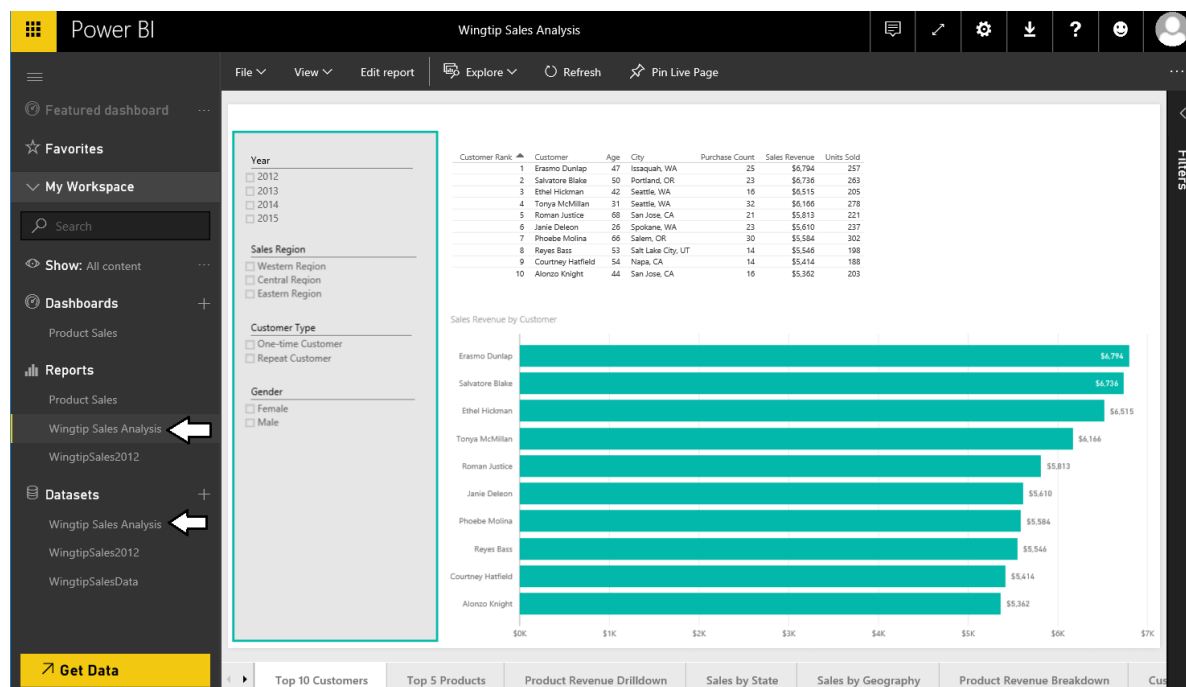 Power BI
Wingtip Sales Analysis
?
File View Edit report Explore Refresh Pin Live Page ...
Featured dashboard ...
Favorites
My Workspace
Search
Show: All content ...
Dashboards +
Product Sales
Reports
Product Sales
Wingtip Sales Analysis
WingtipSales2012
Datasets +
Wingtip Sales Analysis
WingtipSales2012
WingtipSalesData
Get Data
Year
2012
2013
2014
2015
Sales Region
Western Region
Central Region
Eastern Region
Customer Type
One-time Customer
Repeat Customer
Gender
Female
Male
Customer Rank Customer Age City Purchase Count Sales Revenue Units Sold
1 Erasmo Dunlap 47 Issaquah, WA 25 $6,794 257
2 Salvatore Blake 50 Portland, OR 23 $6,736 263
3 Ethel Hickman 42 Seattle, WA 16 $6,515 205
4 Tonya McMillan 31 Seattle, WA 32 $6,166 278
5 Roman Justice 68 San Jose, CA 21 $5,813 221
6 Janie Deleon 26 Spokane, WA 23 $5,610 237
7 Phoebe Molina 66 Salem, OR 30 $5,584 302
8 Reyes Bass 53 Salt Lake City, UT 14 $5,546 198
9 Courtney Hatfield 54 Napa, CA 14 $5,414 188
10 Alonzo Knight 44 San Jose, CA 16 $5,362 203
Sales Revenue by Customer
Erasmo Dunlap $6,794
Salvatore Blake $6,736
Ethel Hickman $6,515
Tonya McMillan $6,166
Roman Justice $5,813
Janie Deleon $5,610
Phoebe Molina $5,584
Reyes Bass $5,546
Courtney Hatfield $5,414
Alonzo Knight $5,362
$0K $1K $2K $3K $4K $5K $6K $7K
Filters
Top 10 Customers Top 5 Products Product Revenue Drilldown Sales by State Sales by Geography Product Revenue Breakdown Cus